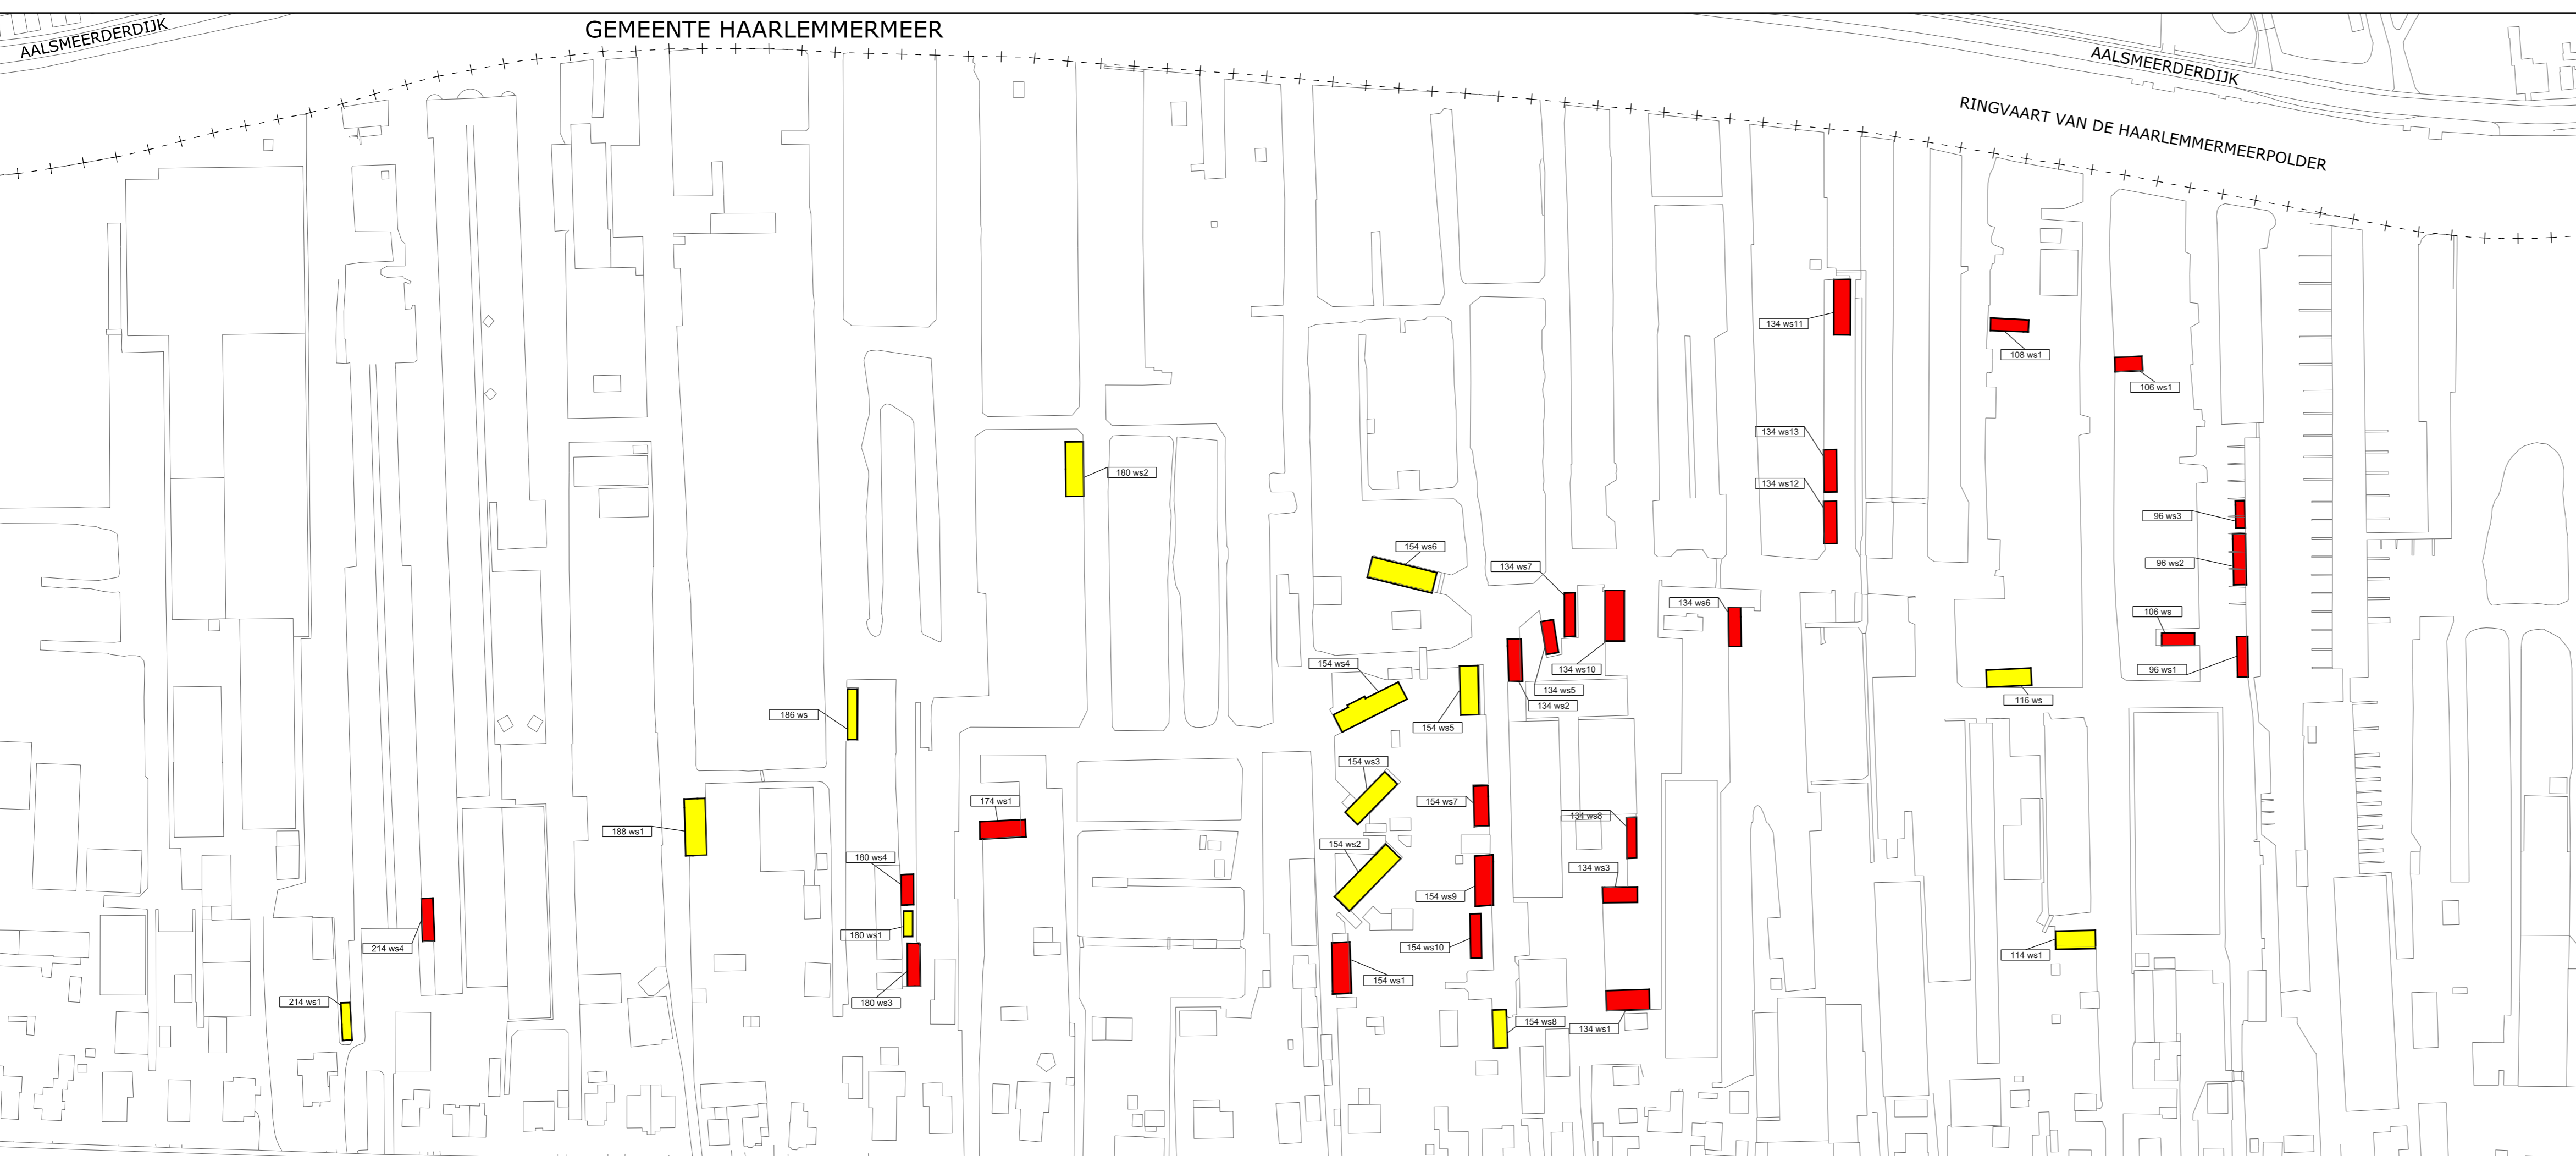 GEMEENTE HAARLEMMERMEER
AALSMEERDERDIJK
AALSMEERDERDIJK
RINGVAART VAN DE HAARLEMMERMEERPOLDER
134 ws11
108 ws1
106 ws1
134 ws13
180 ws2
134 ws12
96 ws3
154 ws6
96 ws2
134 ws7
134 ws6
106 ws
154 ws4
134 ws10
96 ws1
134 ws5
116 ws
134 ws2
186 ws
154 ws5
154 ws3
174 ws1
154 ws7
134 ws8
188 ws1
154 ws2
180 ws4
134 ws3
154 ws9
180 ws1
154 ws10
214 ws4
114 ws1
154 ws1
214 ws1
180 ws3
154 ws8
134 ws1